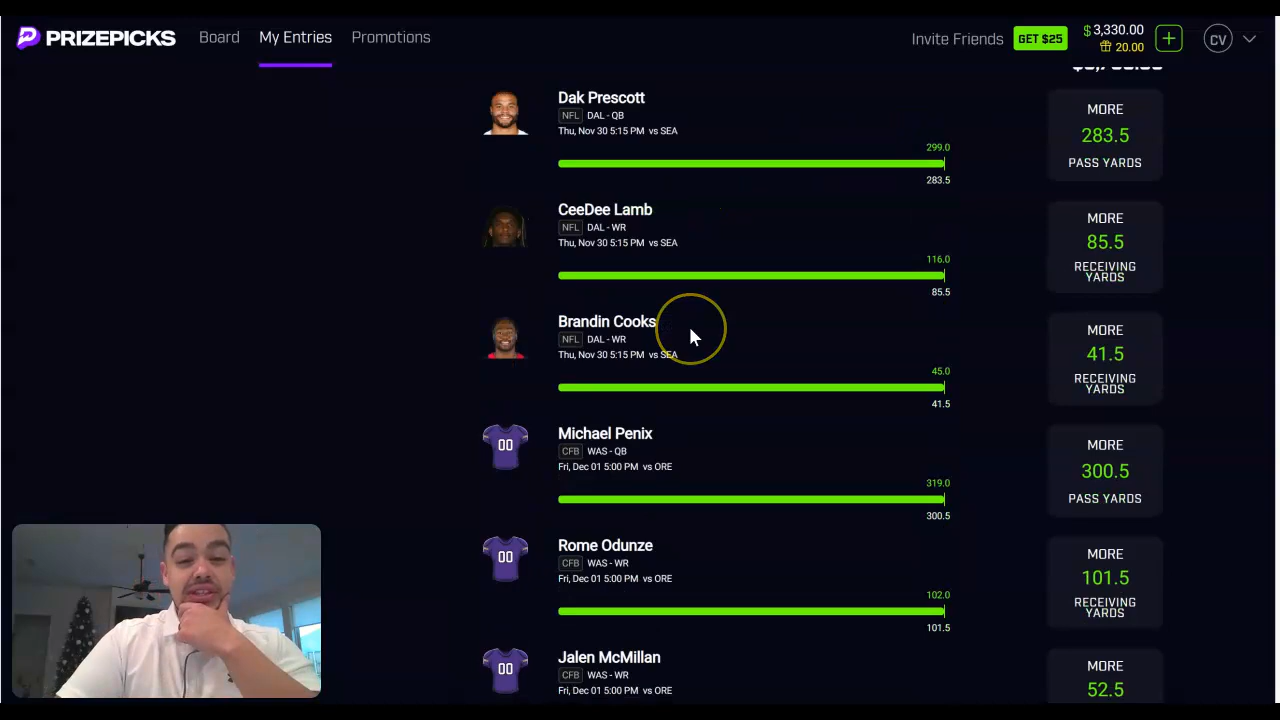 PRIZEPICKS
Board
My Entries
Promotions
Invite Friends
GET $25
$ 3,330.00
20.00
CV
Dak Prescott
NFL DAL - QB
Thu, Nov 30 5:15 PM vs SEA
299.0
283.5
MORE
283.5
PASS YARDS
CeeDee Lamb
NFL DAL - WR
Thu, Nov 30 5:15 PM vs SEA
116.0
85.5
MORE
85.5
RECEIVING
YARDS
Brandin Cooks
NFL DAL - WR
Thu, Nov 30 5:15 PM vs SEA
45.0
41.5
MORE
41.5
RECEIVING
YARDS
00
Michael Penix
CFB WAS - QB
Fri, Dec 01 5:00 PM vs ORE
319.0
300.5
MORE
300.5
PASS YARDS
00
Rome Odunze
CFB WAS - WR
Fri, Dec 01 5:00 PM vs ORE
102.0
101.5
MORE
101.5
RECEIVING
YARDS
00
Jalen McMillan
CFB WAS - WR
Fri, Dec 01 5:00 PM vs ORE
MORE
52.5